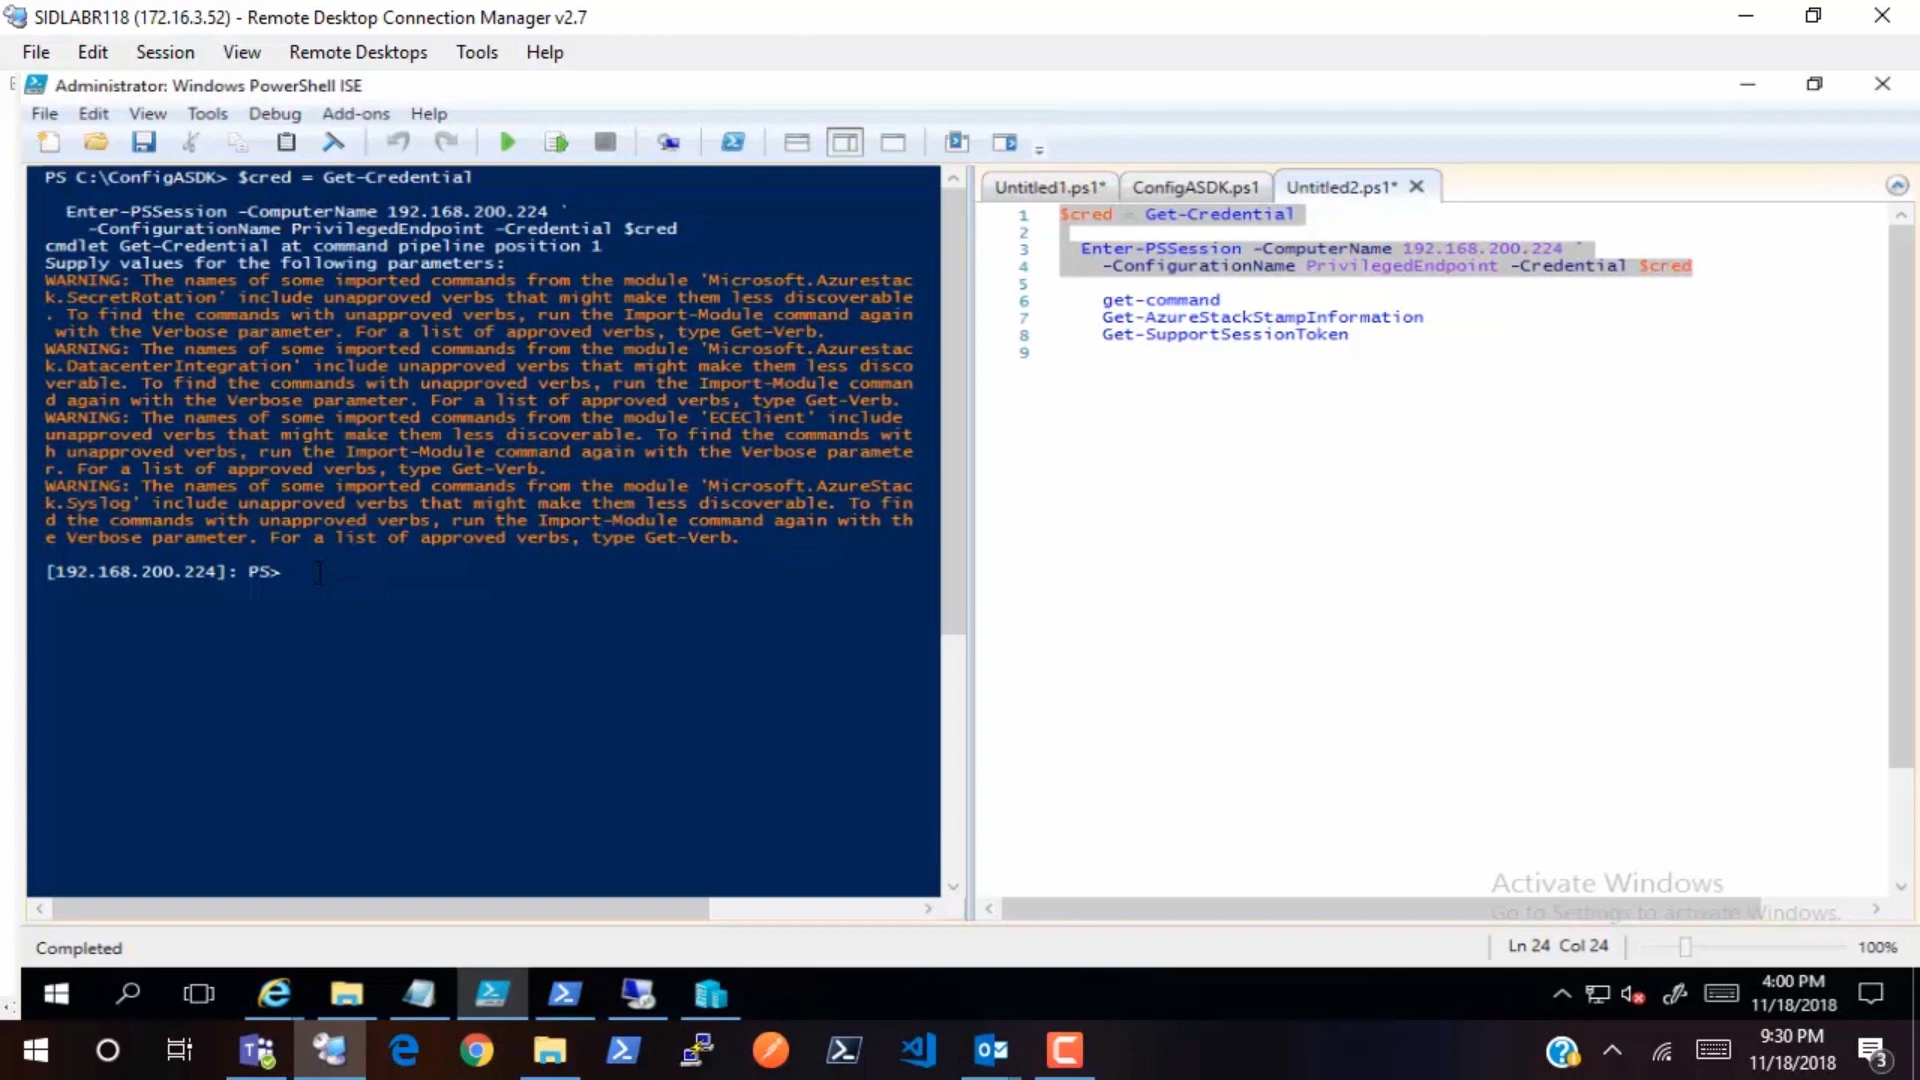 SIDLABR118 (172.16.3.52) - Remote Desktop Connection Manager v2.7
File Edit Session View Remote Desktops Tools Help
Administrator: Windows PowerShell ISE
File Edit View Tools Debug Add-ons Help
PS C:\ConfigASDK> $cred = Get-Credential
Enter-PSSession -ComputerName 192.168.200.224 `
-ConfigurationName PrivilegedEndpoint -Credential $cred
cmdlet Get-Credential at command pipeline position 1
Supply values for the following parameters:
WARNING: The names of some imported commands from the module 'Microsoft.Azurestac
k.SecretRotation' include unapproved verbs that might make them less discoverable
. To find the commands with unapproved verbs, run the Import-Module command again
with the Verbose parameter. For a list of approved verbs, type Get-Verb.
WARNING: The names of some imported commands from the module 'Microsoft.Azurestac
k.DatacenterIntegration' include unapproved verbs that might make them less disco
verable. To find the commands with unapproved verbs, run the Import-Module comman
d again with the Verbose parameter. For a list of approved verbs, type Get-Verb.
WARNING: The names of some imported commands from the module 'ECEClient' include
unapproved verbs that might make them less discoverable. To find the commands wit
h unapproved verbs, run the Import-Module command again with the Verbose paramete
r. For a list of approved verbs, type Get-Verb.
WARNING: The names of some imported commands from the module 'Microsoft.AzureStac
k.Syslog' include unapproved verbs that might make them less discoverable. To fin
d the commands with unapproved verbs, run the Import-Module command again with th
e Verbose parameter. For a list of approved verbs, type Get-Verb.
[192.168.200.224]: PS>
Untitled1.ps1* ConfigASDK.ps1 Untitled2.ps1*
1 $cred = Get-Credential
2
3 Enter-PSSession -ComputerName 192.168.200.224 `
4 -ConfigurationName PrivilegedEndpoint -Credential $cred
5
6 get-command
7 Get-AzureStackStampInformation
8 Get-SupportSessionToken
9
Activate Windows
Go to Settings to activate Windows.
Completed
Ln 24 Col 24
100%
4:00 PM
11/18/2018
9:30 PM
11/18/2018
3